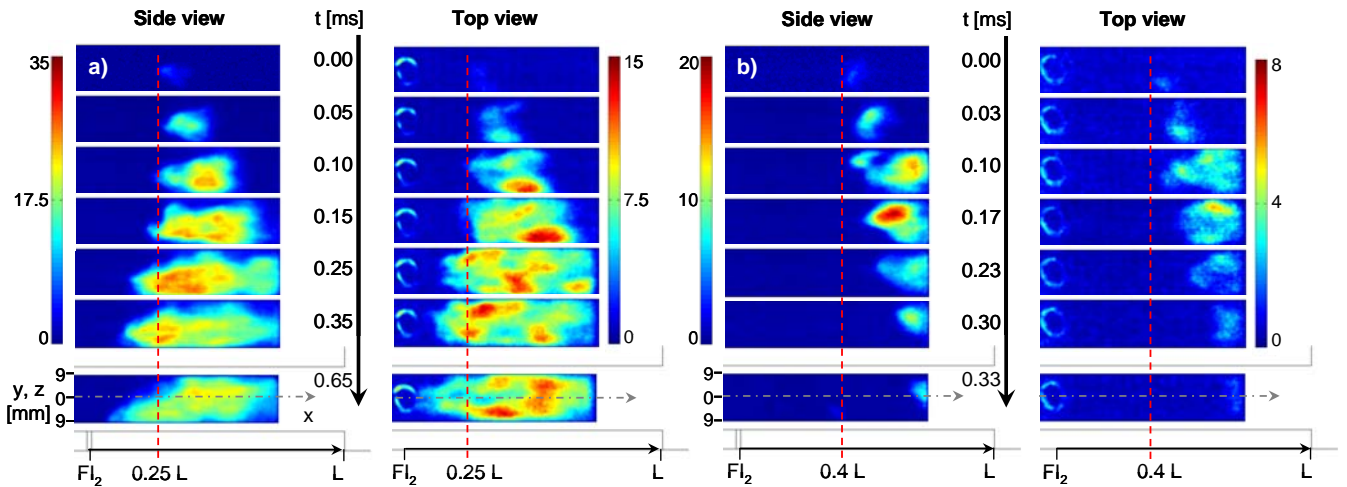 Side view t [ms] Top view Side view t [ms] Top view
35 a) 0.00 15 20 b) 0.00 8
0.05 0.03
0.10 0.10
17.5 0.15 7.5 10 0.17 4
0.25 0.23
0 0.35 0 0 0.30 0
y, z [mm] 9 0 9 x 0.65 9 0 9 0.33
FI₂ 0.25 L L FI₂ 0.25 L L FI₂ 0.4 L L FI₂ 0.4 L L